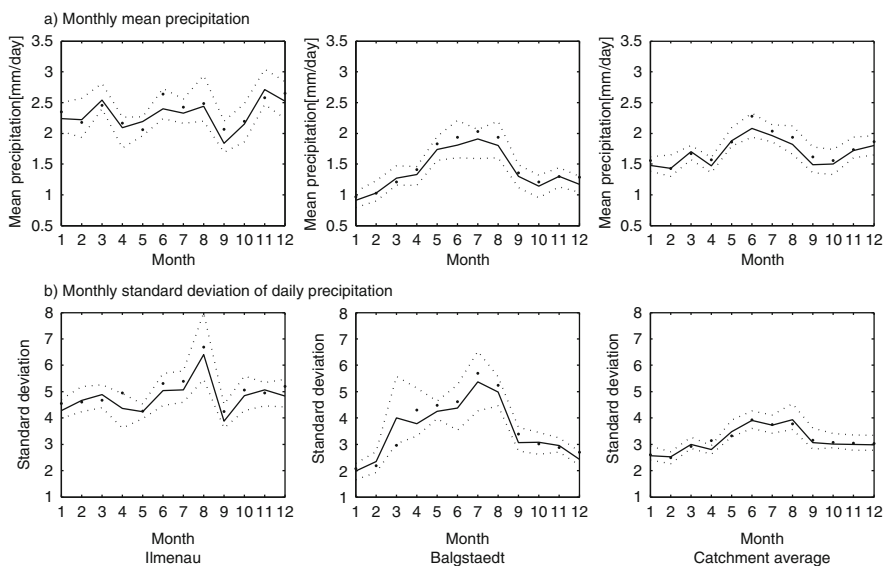 a) Monthly mean precipitation
Mean precipitation[mm/day]
3.5
3
2.5
2
1.5
1
0.5
1 2 3 4 5 6 7 8 9 10 11 12
Month
Mean precipitation[mm/day]
3.5
3
2.5
2
1.5
1
0.5
1 2 3 4 5 6 7 8 9 10 11 12
Month
Mean precipitation[mm/day]
3.5
3
2.5
2
1.5
1
0.5
1 2 3 4 5 6 7 8 9 10 11 12
Month
b) Monthly standard deviation of daily precipitation
Standard deviation
8
7
6
5
4
3
2
1
1 2 3 4 5 6 7 8 9 10 11 12
Month
Ilmenau
Standard deviation
8
7
6
5
4
3
2
1
1 2 3 4 5 6 7 8 9 10 11 12
Month
Balgstaedt
Standard deviation
8
7
6
5
4
3
2
1
1 2 3 4 5 6 7 8 9 10 11 12
Month
Catchment average